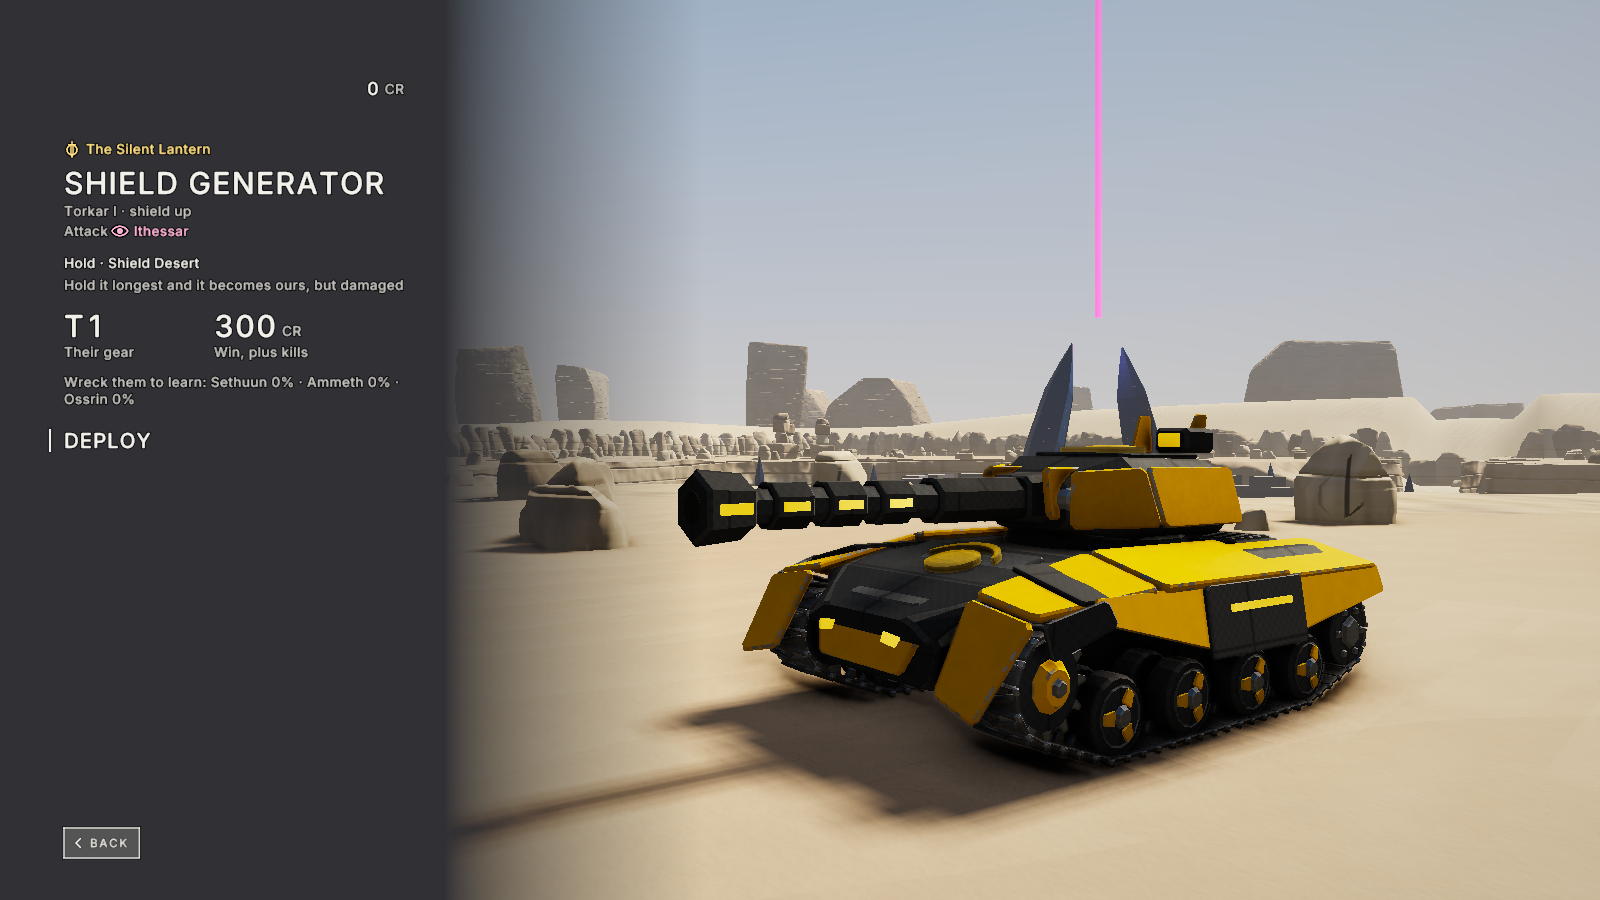 0 CR
The Silent Lantern
SHIELD GENERATOR
Torkar I · shield up
Attack Ithessar
Hold · Shield Desert
Hold it longest and it becomes ours, but damaged
T1 300 CR
Their gear Win, plus kills
Wreck them to learn: Sethuun 0% · Ammeth 0% ·
Ossrin 0%
DEPLOY
BACK